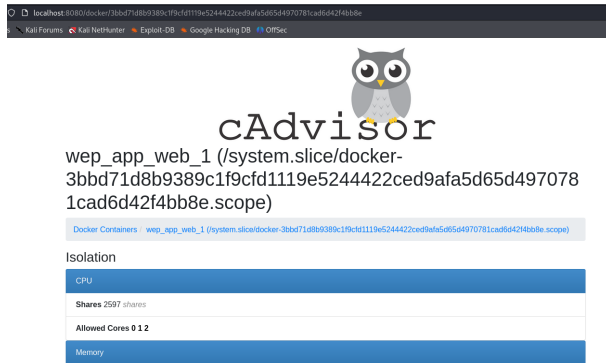 localhost:8080/docker/3bbd71d8b9389c1f9cfd1119e5244422ced9afa5d65d4970781cad6d42f4bb8e
s Kali Forums Kali NetHunter Exploit-DB Google Hacking DB OffSec
cAdvisor
wep_app_web_1 (/system.slice/docker-
3bbd71d8b9389c1f9cfd1119e5244422ced9afa5d65d497078
1cad6d42f4bb8e.scope)
Docker Containers / wep_app_web_1 (/system.slice/docker-3bbd71d8b9389c1f9cfd1119e5244422ced9afa5d65d4970781cad6d42f4bb8e.scope)
Isolation
CPU
Shares 2597 shares
Allowed Cores 0 1 2
Memory